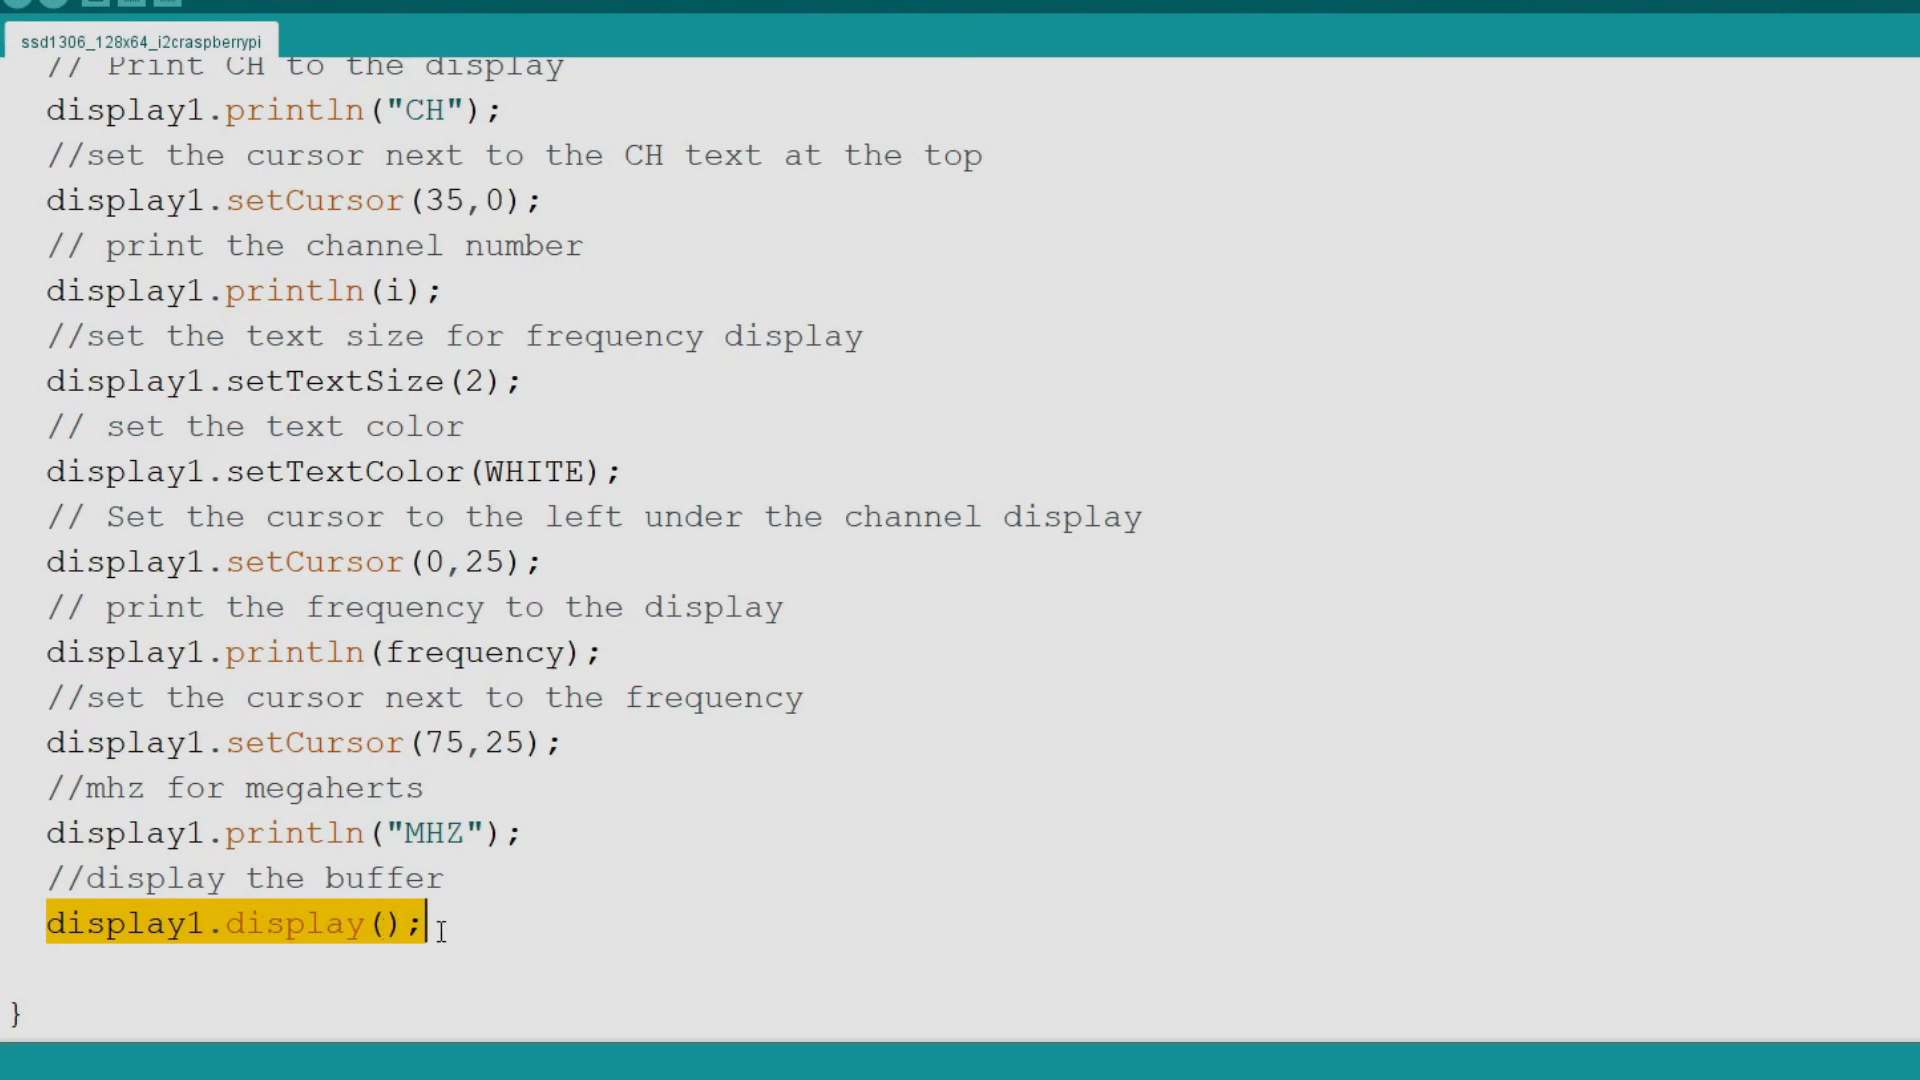 ssd1306_128x64_i2craspberrypi
// Print CH to the display
display1.println("CH");
//set the cursor next to the CH text at the top
display1.setCursor(35,0);
// print the channel number
display1.println(i);
//set the text size for frequency display
display1.setTextSize(2);
// set the text color
display1.setTextColor(WHITE);
// Set the cursor to the left under the channel display
display1.setCursor(0,25);
// print the frequency to the display
display1.println(frequency);
//set the cursor next to the frequency
display1.setCursor(75,25);
//mhz for megaherts
display1.println("MHZ");
//display the buffer
display1.display();
}